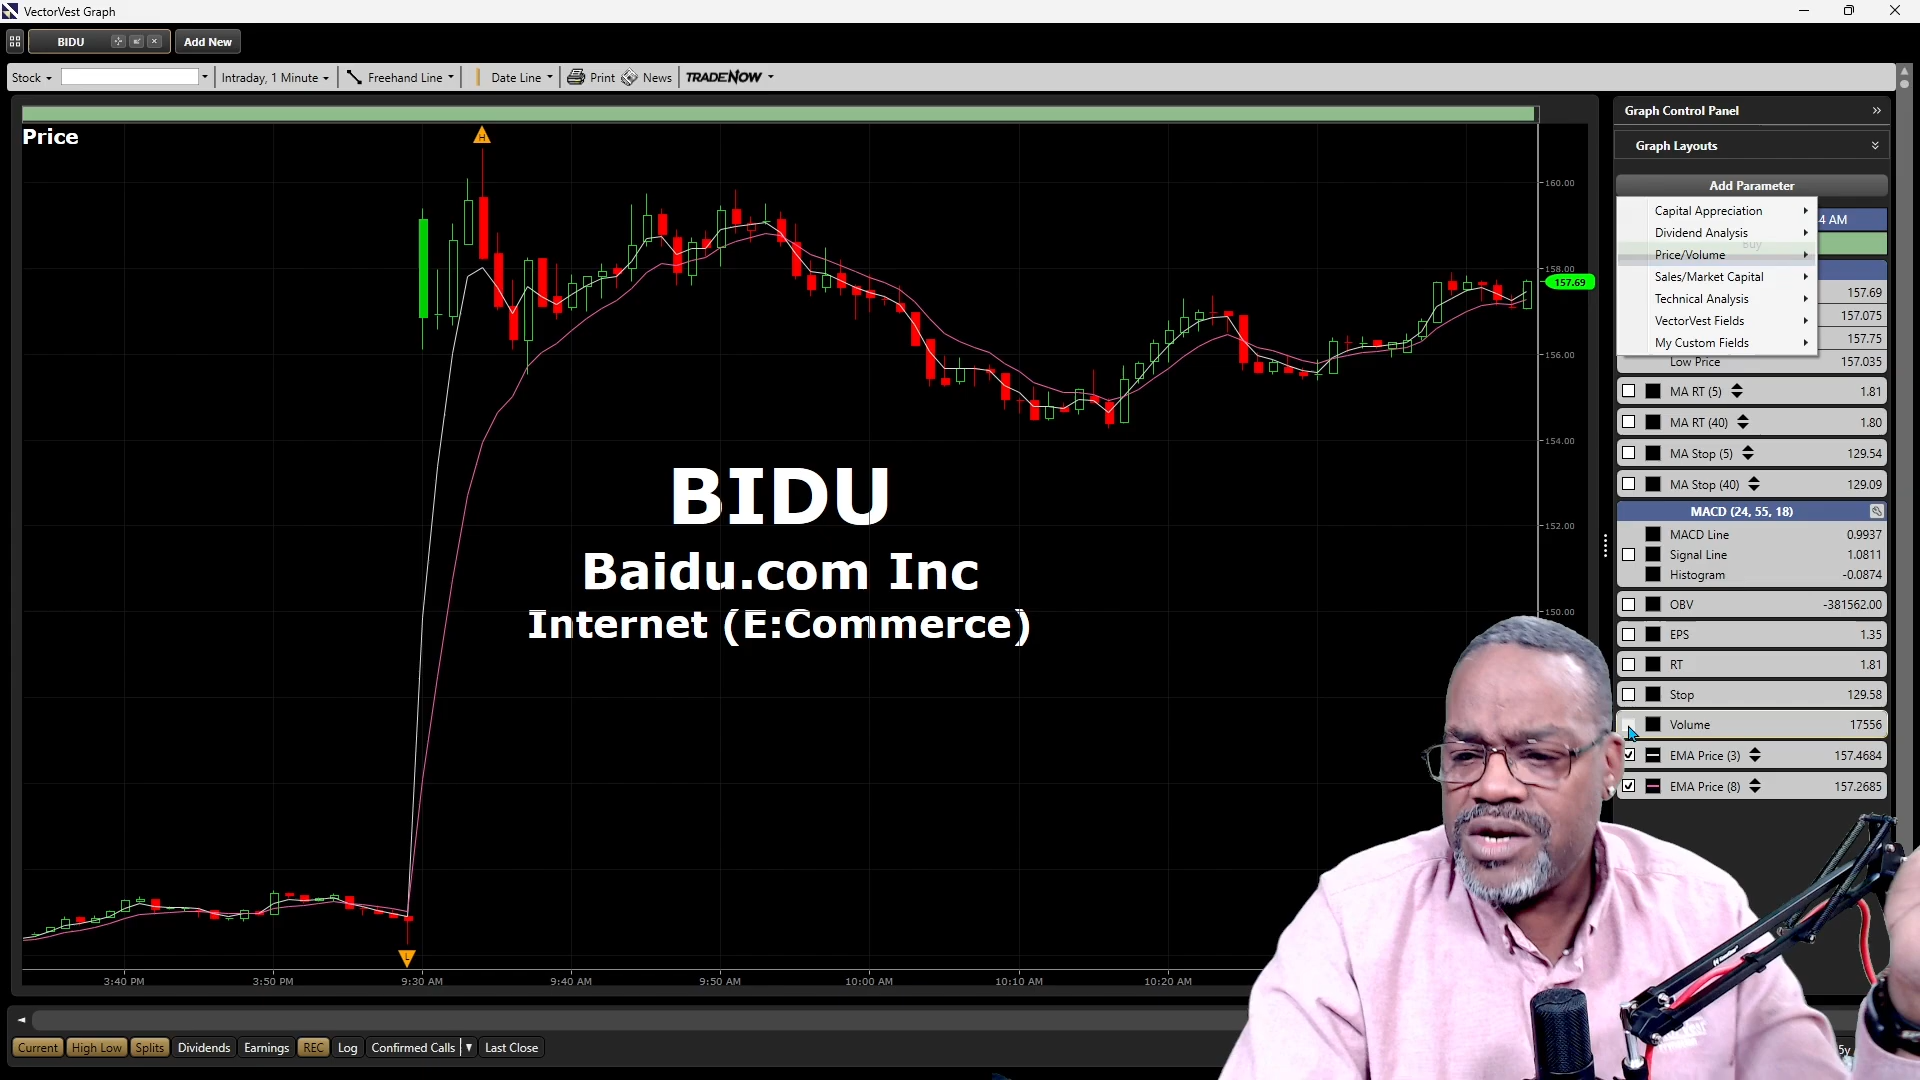 VectorVest Graph
BIDU
Add New
Stock
Intraday, 1 Minute
Freehand Line
Date Line
Print
News
TRADENOW
Price
H
160.00
158.00
157.69
156.00
154.00
152.00
150.00
BIDU
Baidu.com Inc
Internet (E:Commerce)
L
3:40 PM
3:50 PM
9:30 AM
9:40 AM
9:50 AM
10:00 AM
10:10 AM
10:20 AM
Current
High Low
Splits
Dividends
Earnings
REC
Log
Confirmed Calls
Last Close
5y
Graph Control Panel
Graph Layouts
Add Parameter
Capital Appreciation
4 AM
Dividend Analysis
Buy
Price/Volume
Sales/Market Capital
157.69
Technical Analysis
157.075
VectorVest Fields
157.75
My Custom Fields
Low Price 157.035
MA RT (5) 1.81
MA RT (40) 1.80
MA Stop (5) 129.54
MA Stop (40) 129.09
MACD (24, 55, 18)
MACD Line 0.9937
Signal Line 1.0811
Histogram -0.0874
OBV -381562.00
EPS 1.35
RT 1.81
Stop 129.58
Volume 17556
EMA Price (3) 157.4684
EMA Price (8) 157.2685